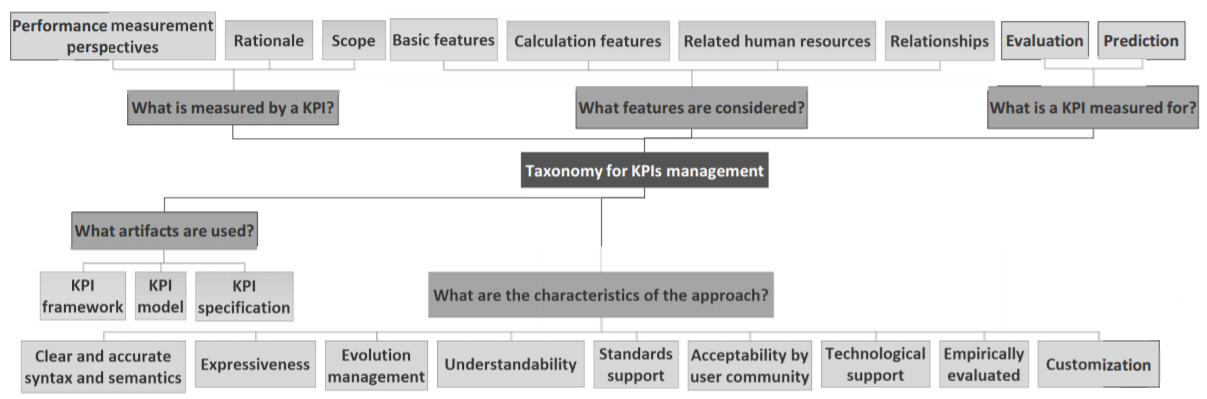 Performance measurement
perspectives
Rationale
Scope
Basic features
Calculation features
Related human resources
Relationships
Evaluation
Prediction
What is measured by a KPI?
What features are considered?
What is a KPI measured for?
Taxonomy for KPIs management
What artifacts are used?
KPI
framework
KPI
model
KPI
specification
What are the characteristics of the approach?
Clear and accurate
syntax and semantics
Expressiveness
Evolution
management
Understandability
Standards
support
Acceptability by
user community
Technological
support
Empirically
evaluated
Customization